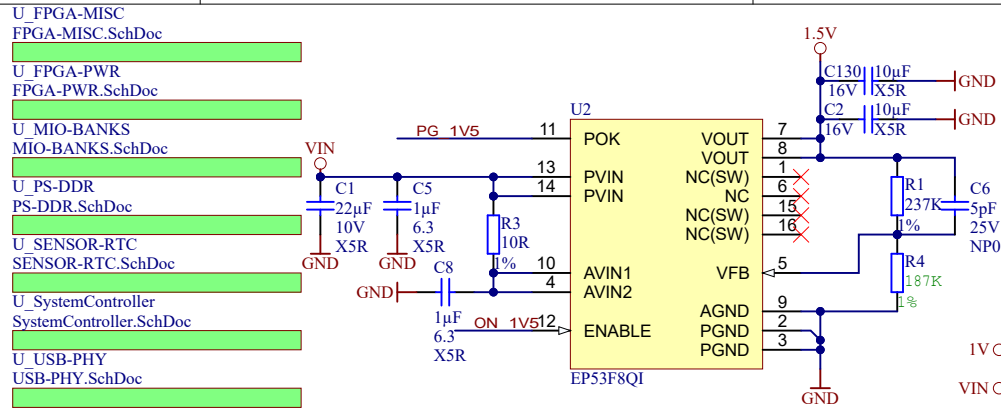 U_FPGA-MISC
FPGA-MISC.SchDoc
U_FPGA-PWR
FPGA-PWR.SchDoc
U_MIO-BANKS
MIO-BANKS.SchDoc
U_PS-DDR
PS-DDR.SchDoc
U_SENSOR-RTC
SENSOR-RTC.SchDoc
U_SystemController
SystemController.SchDoc
U_USB-PHY
USB-PHY.SchDoc
VIN
C1
22µF
10V
X5R
GND
C5
1µF
6.3
X5R
GND
R3
10R
1%
GND
C8
1µF
6.3
X5R
PG_1V5
ON_1V5
U2
11 POK
13 PVIN
14 PVIN
10 AVIN1
4 AVIN2
12 ENABLE
VOUT 7
VOUT 8
NC(SW) 1
NC 6
NC(SW) 15
NC(SW) 16
VFB 5
AGND 9
PGND 2
PGND 3
EP53F8QI
1.5V
C130 10µF
16V X5R
GND
C2 10µF
16V X5R
GND
R1
237K
1%
C6
5pF
25V
NP0
R4
187K
1%
GND
1V
VIN